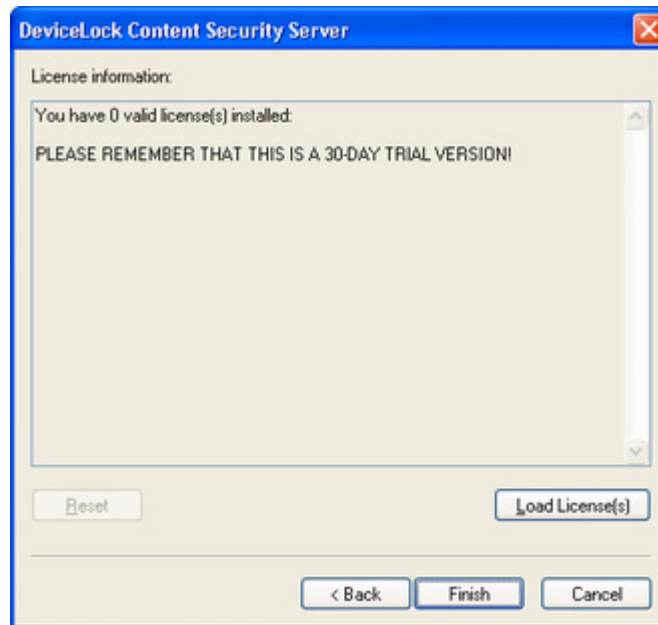 DeviceLock Content Security Server
License information:
You have 0 valid license(s) installed:
PLEASE REMEMBER THAT THIS IS A 30-DAY TRIAL VERSION!
Reset
Load License(s)
< Back
Finish
Cancel